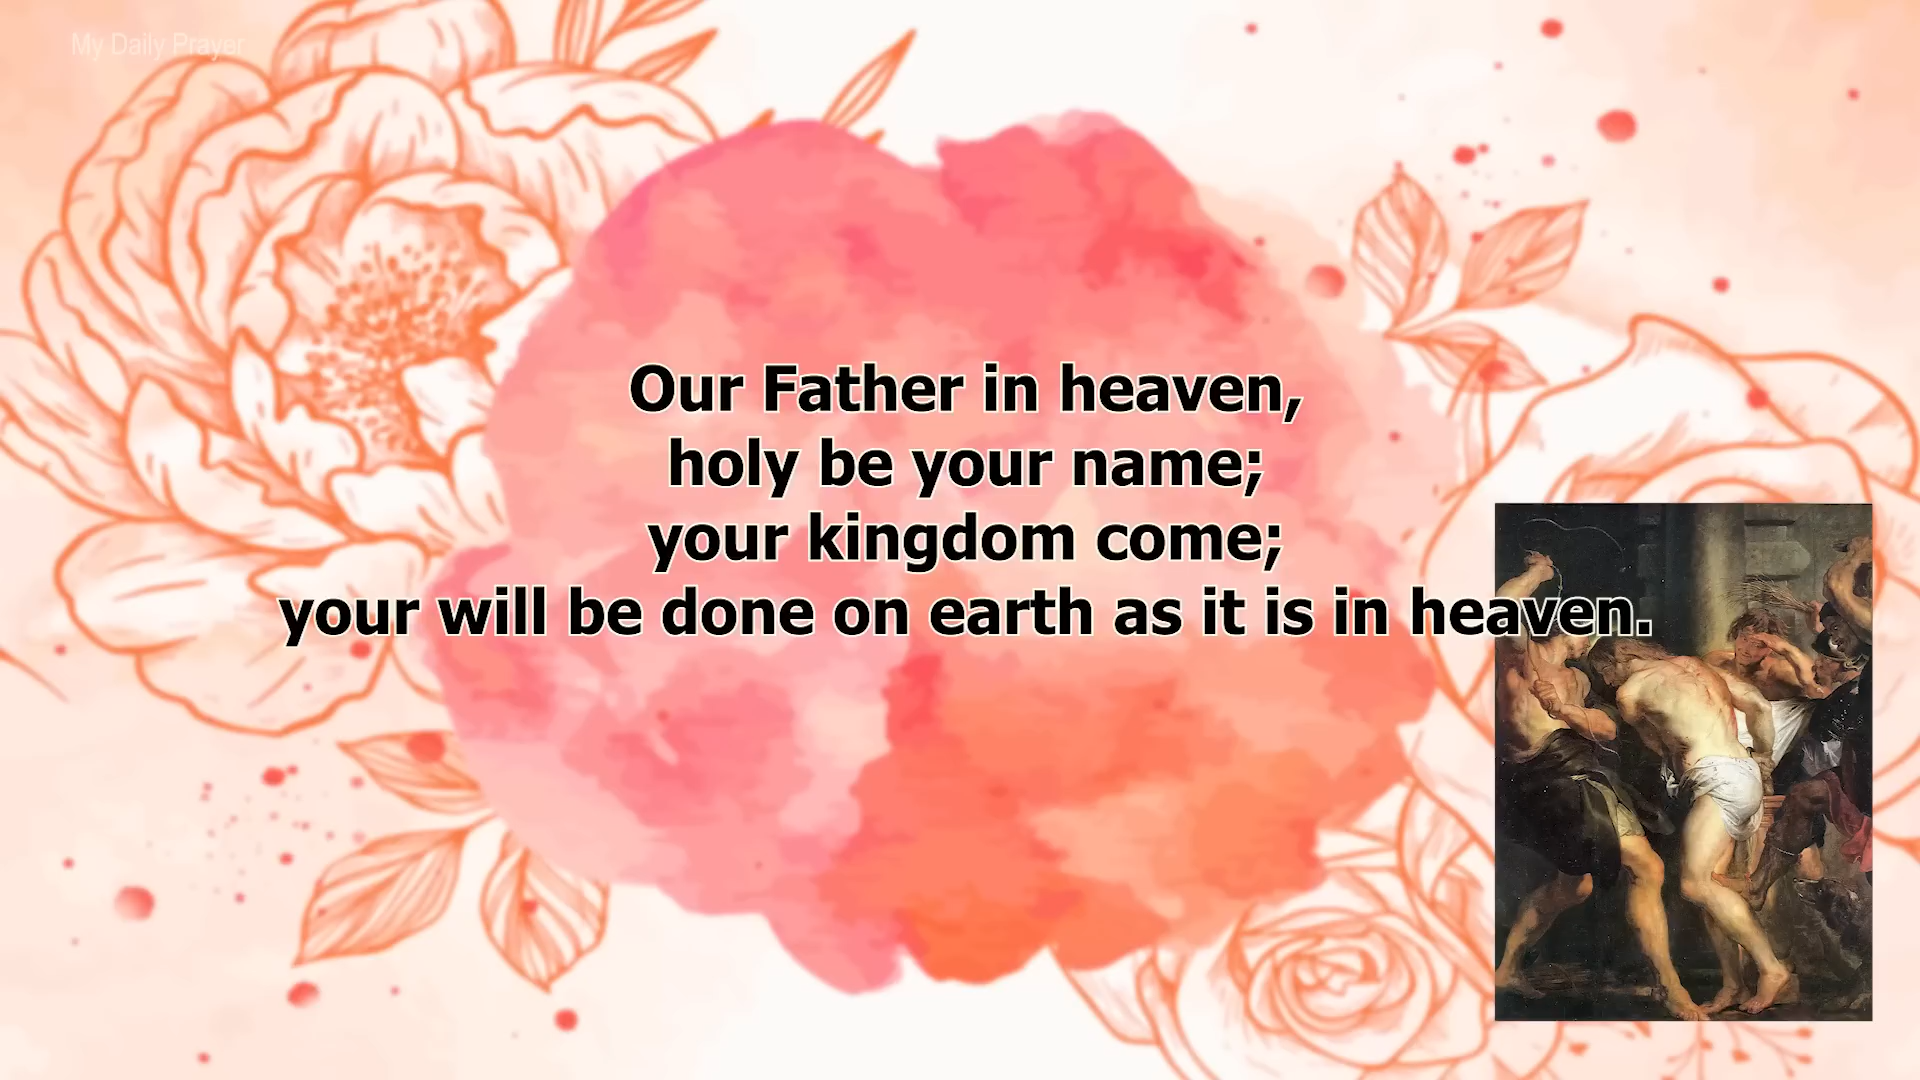 My Daily Prayer
Our Father in heaven,
holy be your name;
your kingdom come;
your will be done on earth as it is in heaven.